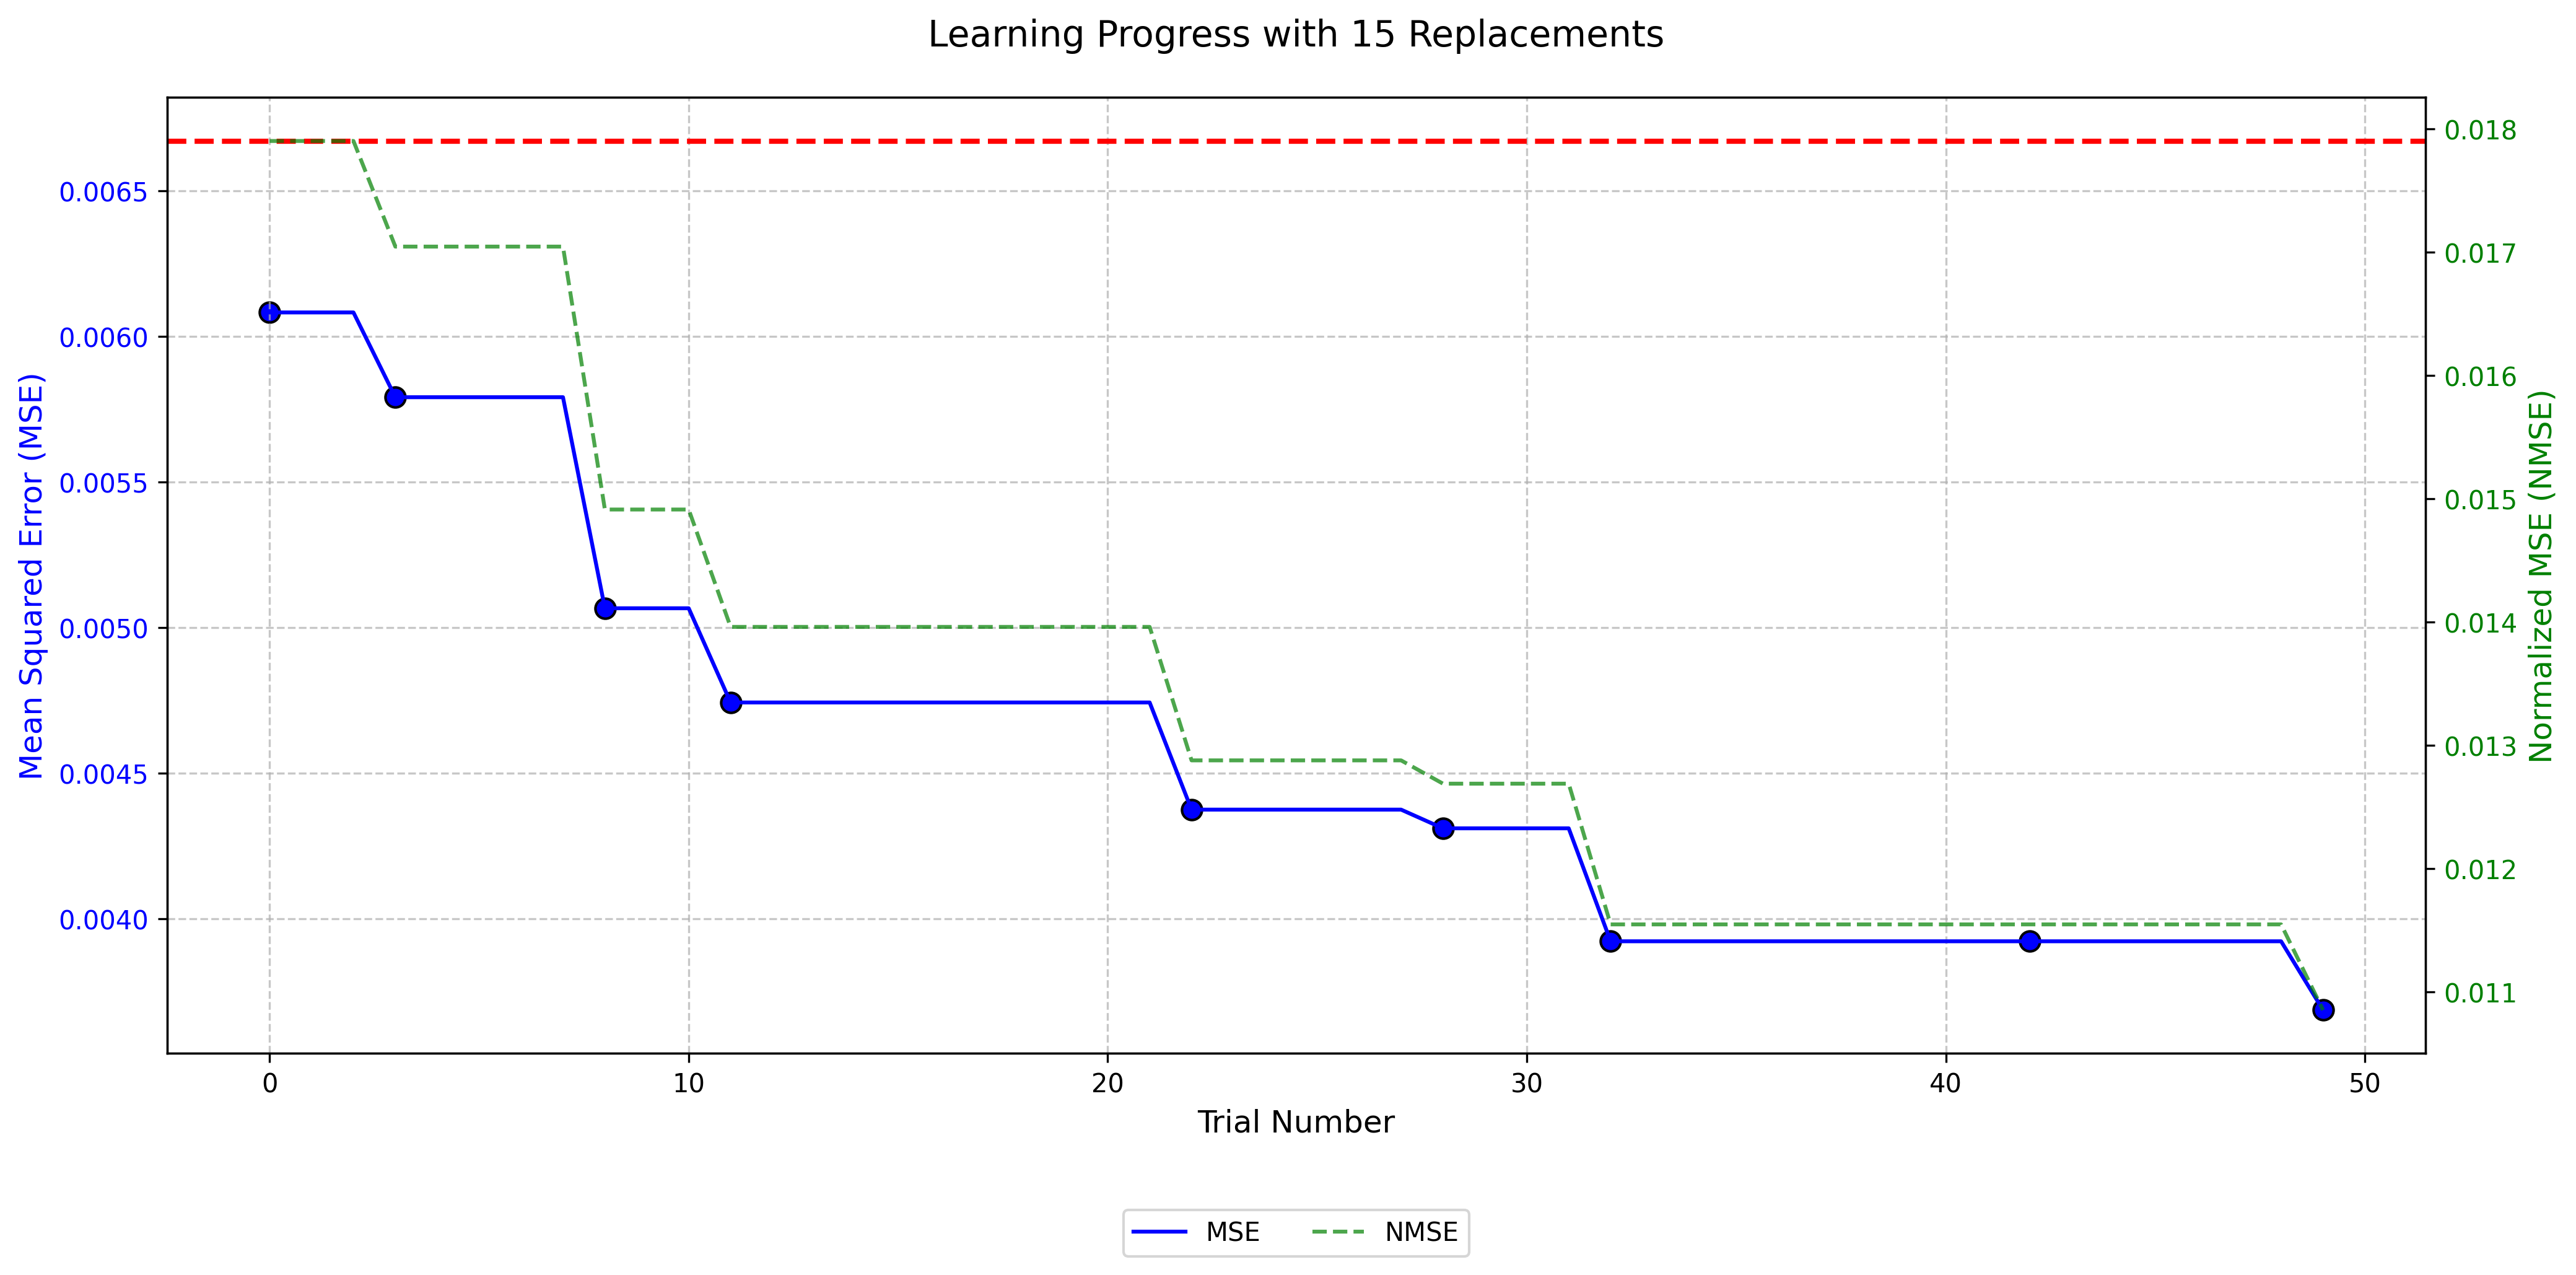 Learning Progress with 15 Replacements
Mean Squared Error (MSE)
0.0065
0.0060
0.0055
0.0050
0.0045
0.0040
0.018
0.017
0.016
0.015
0.014
0.013
0.012
0.011
Normalized MSE (NMSE)
0 10 20 30 40 50
Trial Number
MSE NMSE